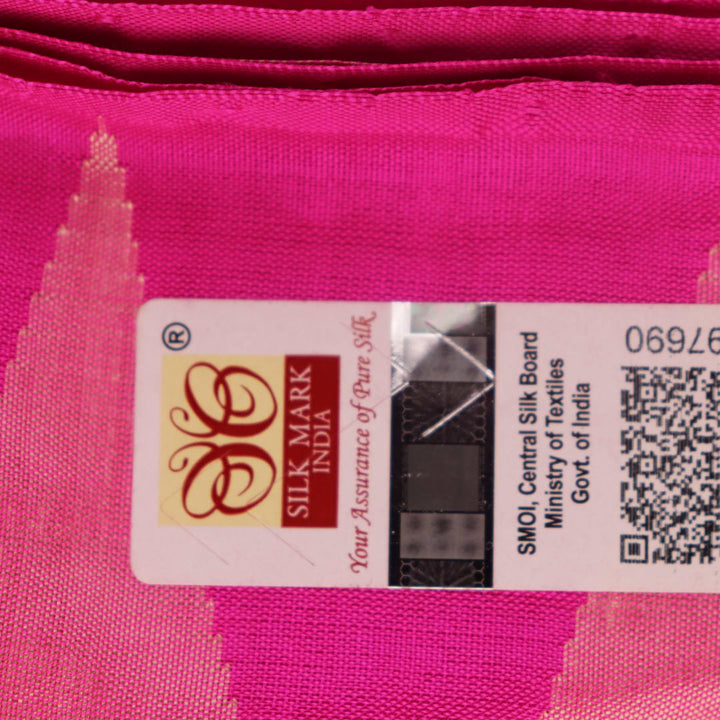 ®
SILK MARK
INDIA
Your Assurance of Pure Silk
SMOI, Central Silk Board
Ministry of Textiles
Govt. of India
97690